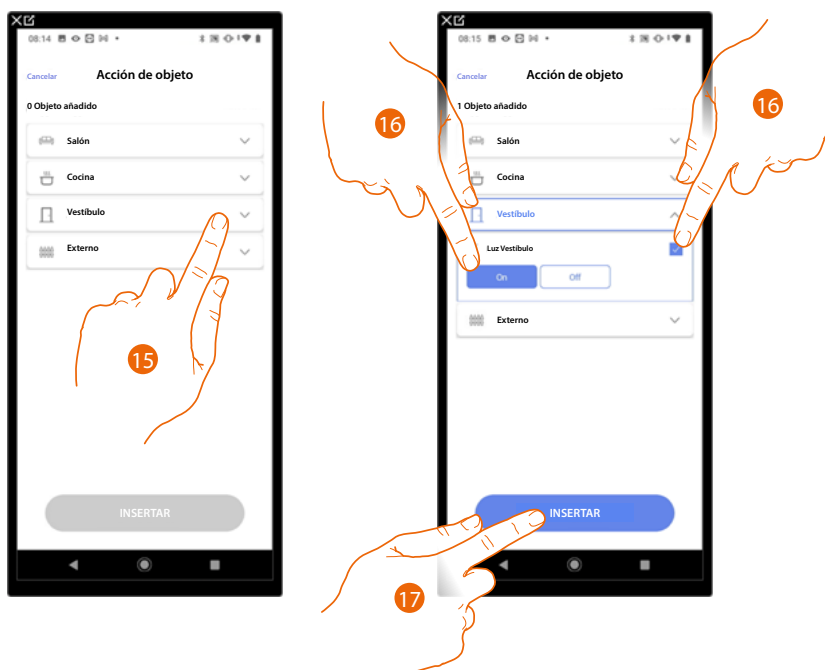 08:14
Cancelar
Acción de objeto
0 Objeto añadido
Salón
Cocina
Vestíbulo
Externo
15
INSERTAR
08:15
Cancelar
Acción de objeto
1 Objeto añadido
16
16
Salón
Cocina
Vestíbulo
Luz Vestíbulo
On
Off
Externo
INSERTAR
17